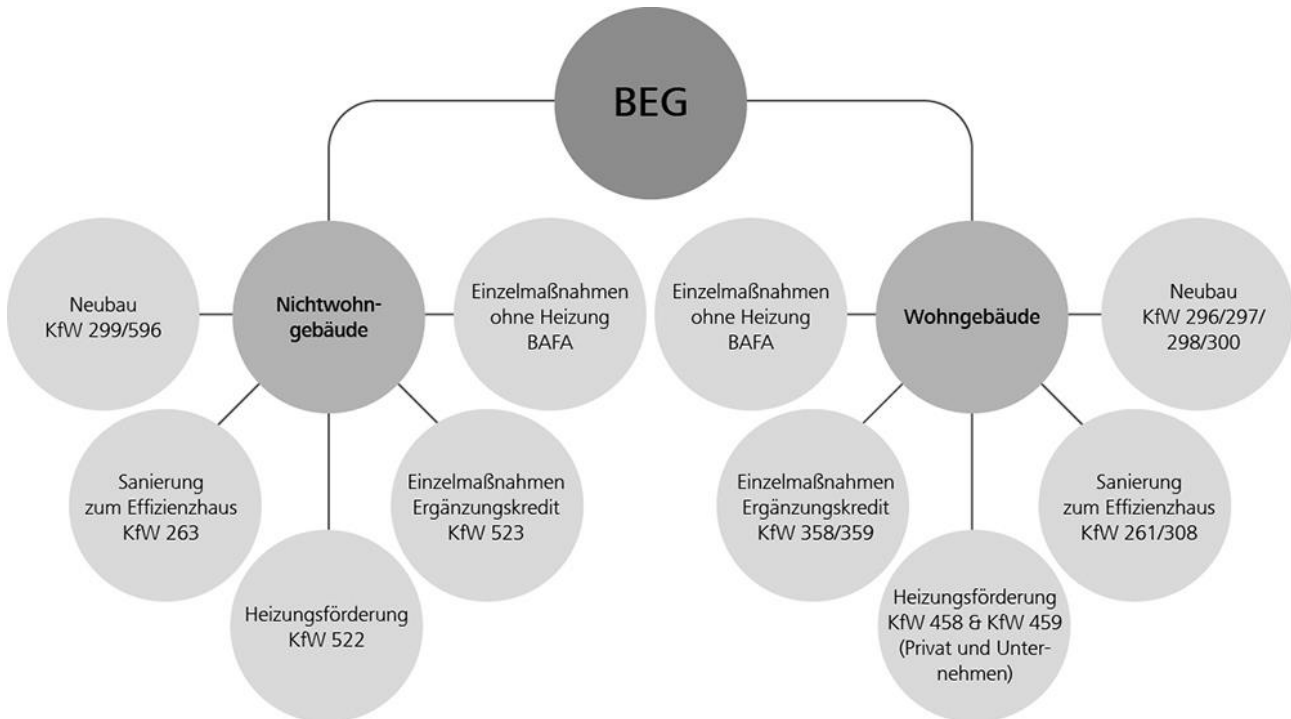 BEG
Neubau
KfW 299/596
Nichtwohn-
gebäude
Einzelmaßnahmen
ohne Heizung
BAFA
Einzelmaßnahmen
ohne Heizung
BAFA
Wohngebäude
Neubau
KfW 296/297/
298/300
Sanierung
zum Effizienzhaus
KfW 263
Einzelmaßnahmen
Ergänzungskredit
KfW 523
Einzelmaßnahmen
Ergänzungskredit
KfW 358/359
Sanierung
zum Effizienzhaus
KfW 261/308
Heizungsförderung
KfW 522
Heizungsförderung
KfW 458 & KfW 459
(Privat und Unter-
nehmen)